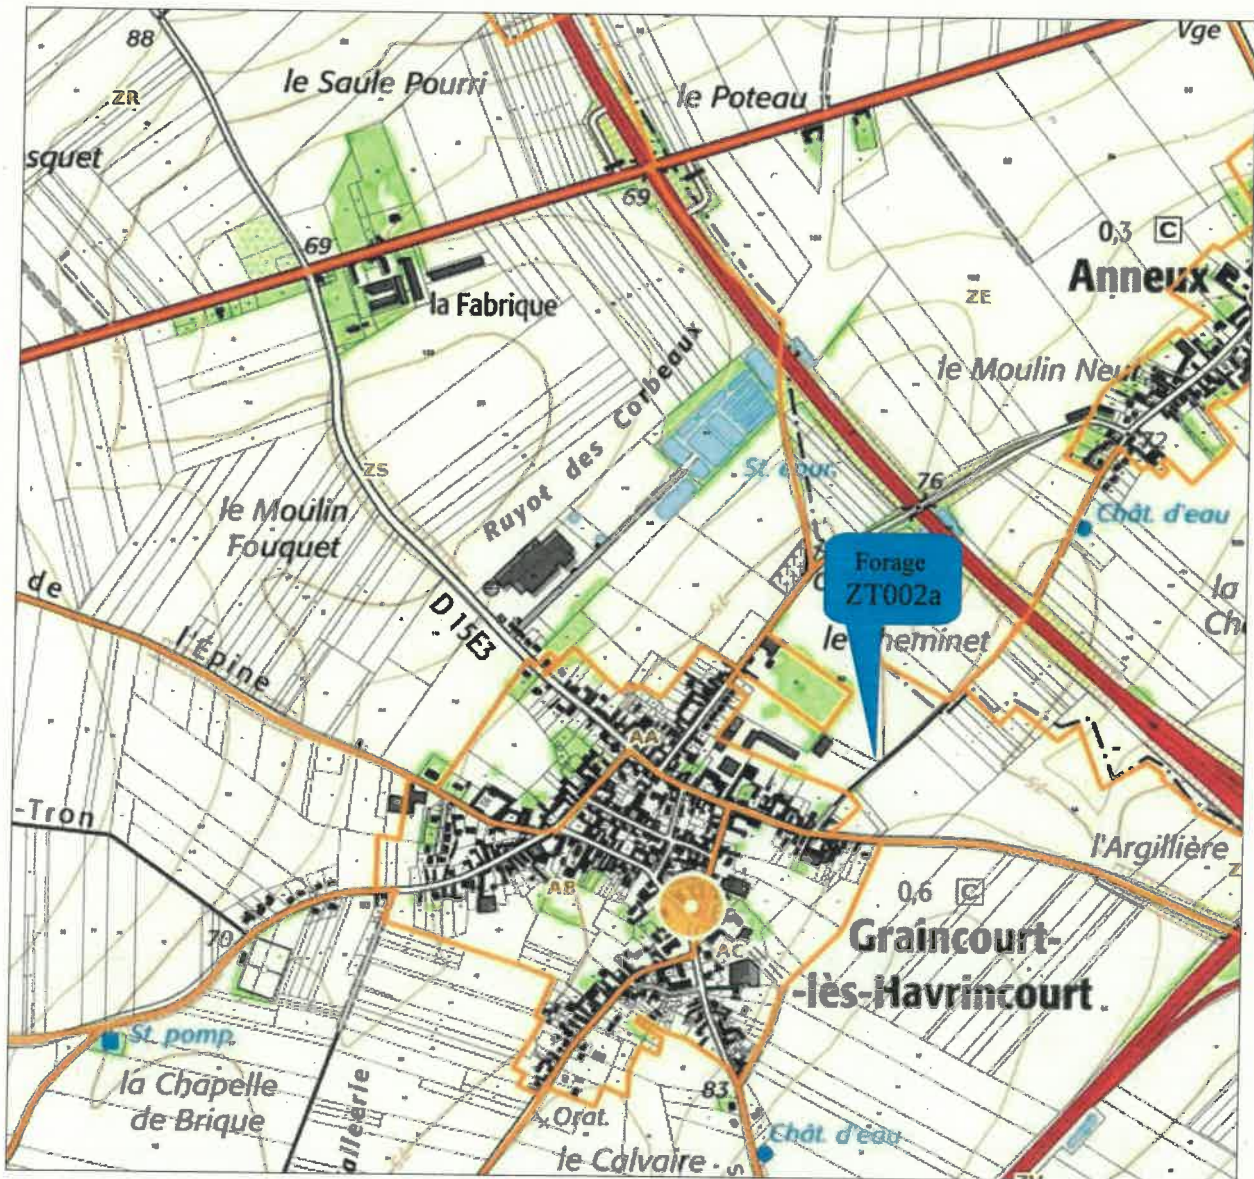 88
Vge
le Saule Pourri
le Poteau
ZR
squet
69
69
0,3 C
Anneux
la Fabrique
ZE
Ruyot des Corbeaux
le Moulin Neuf
ZS
St. épur.
72
76
le Moulin
Fouquet
Chât. d'eau
Forage
ZT002a
de
l'Épine
D 15E3
la
le Cheminet
AA
-Tron
l'Argillière
AB
0,6 C
70
AC
Graincourt-
-lès-Havrincourt
St. pomp.
la Chapelle
de Brique
allerie
83
Orat.
Chât. d'eau
le Calvaire